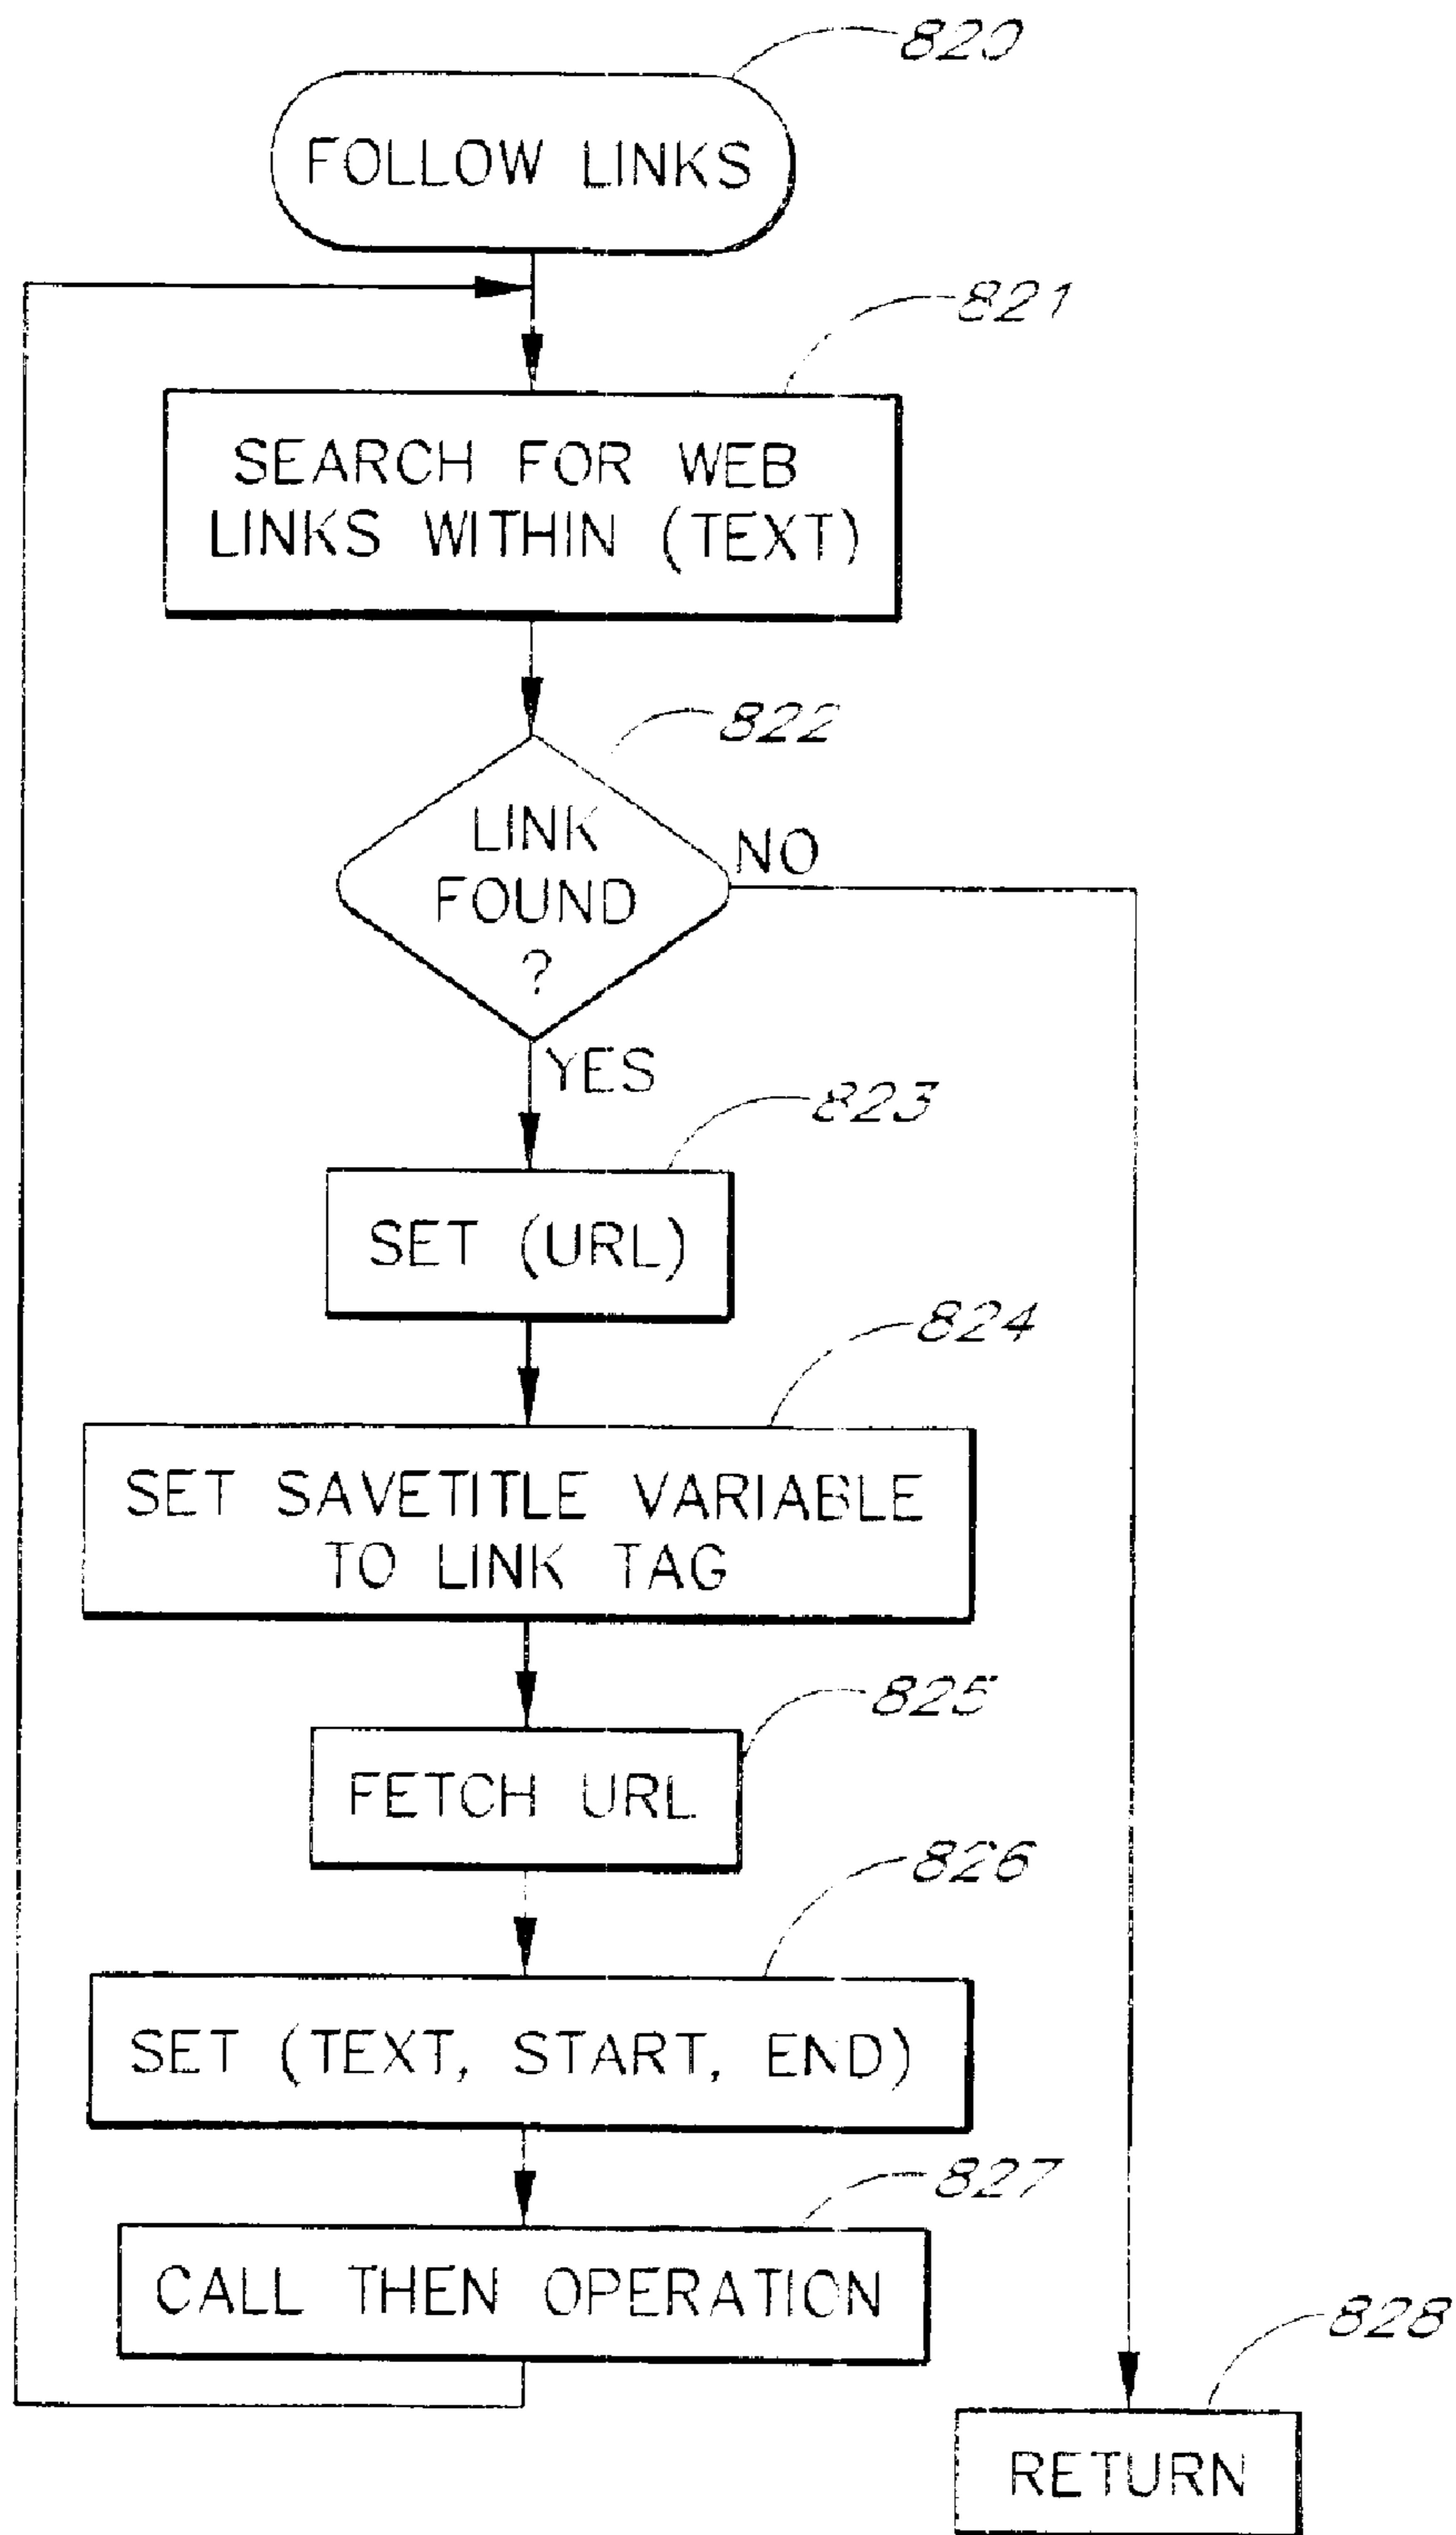 820
FOLLOW LINKS
821
SEARCH FOR WEB
LINKS WITHIN (TEXT)
822
LINK
FOUND
?
NO
YES
823
SET (URL)
824
SET SAVETITLE VARIABLE
TO LINK TAG
825
FETCH URL
826
SET (TEXT, START, END)
827
CALL THEN OPERATION
828
RETURN